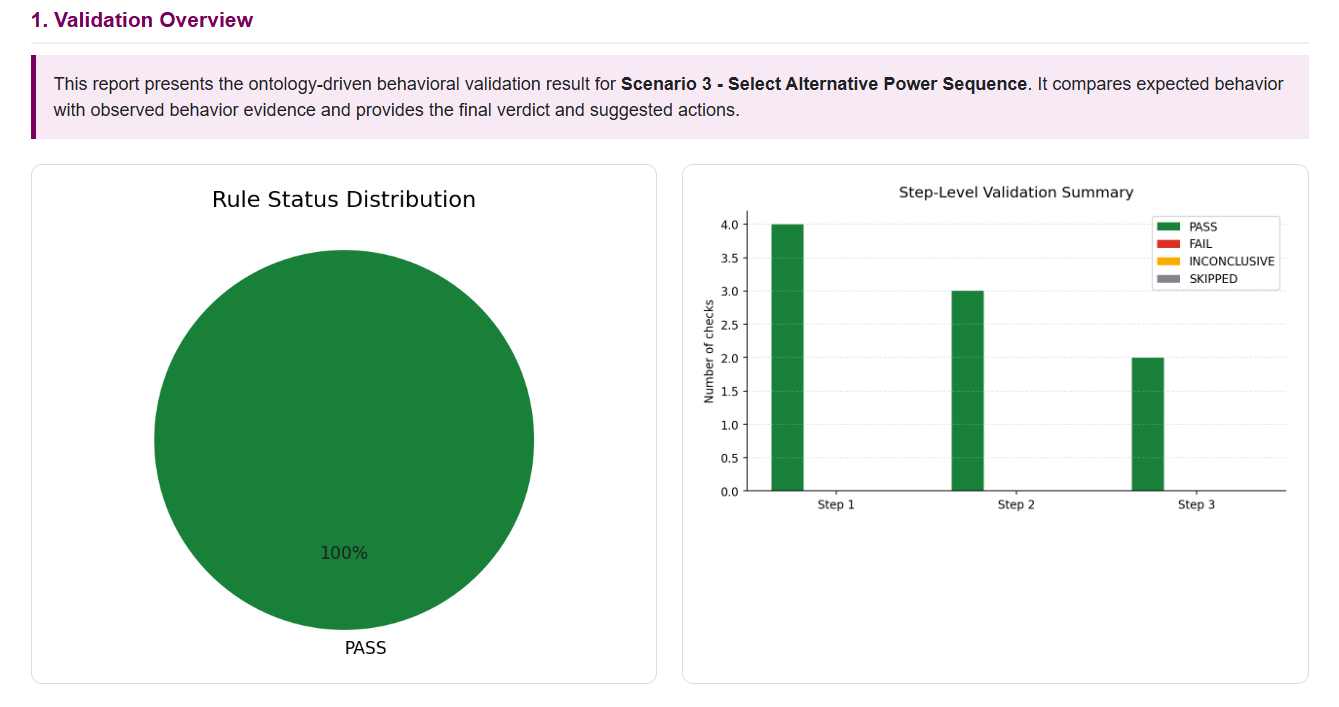 1. Validation Overview
This report presents the ontology-driven behavioral validation result for Scenario 3 - Select Alternative Power Sequence. It compares expected behavior
with observed behavior evidence and provides the final verdict and suggested actions.
Rule Status Distribution
100%
PASS
Step-Level Validation Summary
Number of checks
4.0
3.5
3.0
2.5
2.0
1.5
1.0
0.5
0.0
PASS
FAIL
INCONCLUSIVE
SKIPPED
Step 1
Step 2
Step 3